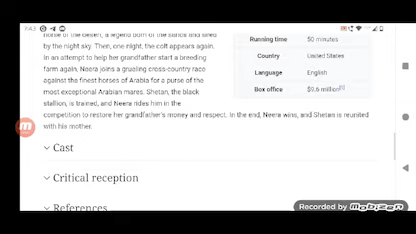 horse of the desert, a legend born of the sands and sired
by the night sky. Then, one night, the colt appears again.
In an attempt to help her grandfather start a breeding
farm again, Neera joins a grueling cross-country race
against the finest horses of Arabia for a purse of the
most exceptional Arabian mares. Shetan, the black
stallion, is trained, and Neera rides him in the
competition to restore her grandfather's money and respect. In the end, Neera wins, and Shetan is reunited
with his mother.
Running time 50 minutes
Country United States
Language English
Box office $9.6 million
Cast
Critical reception
References
Recorded by Mobizen